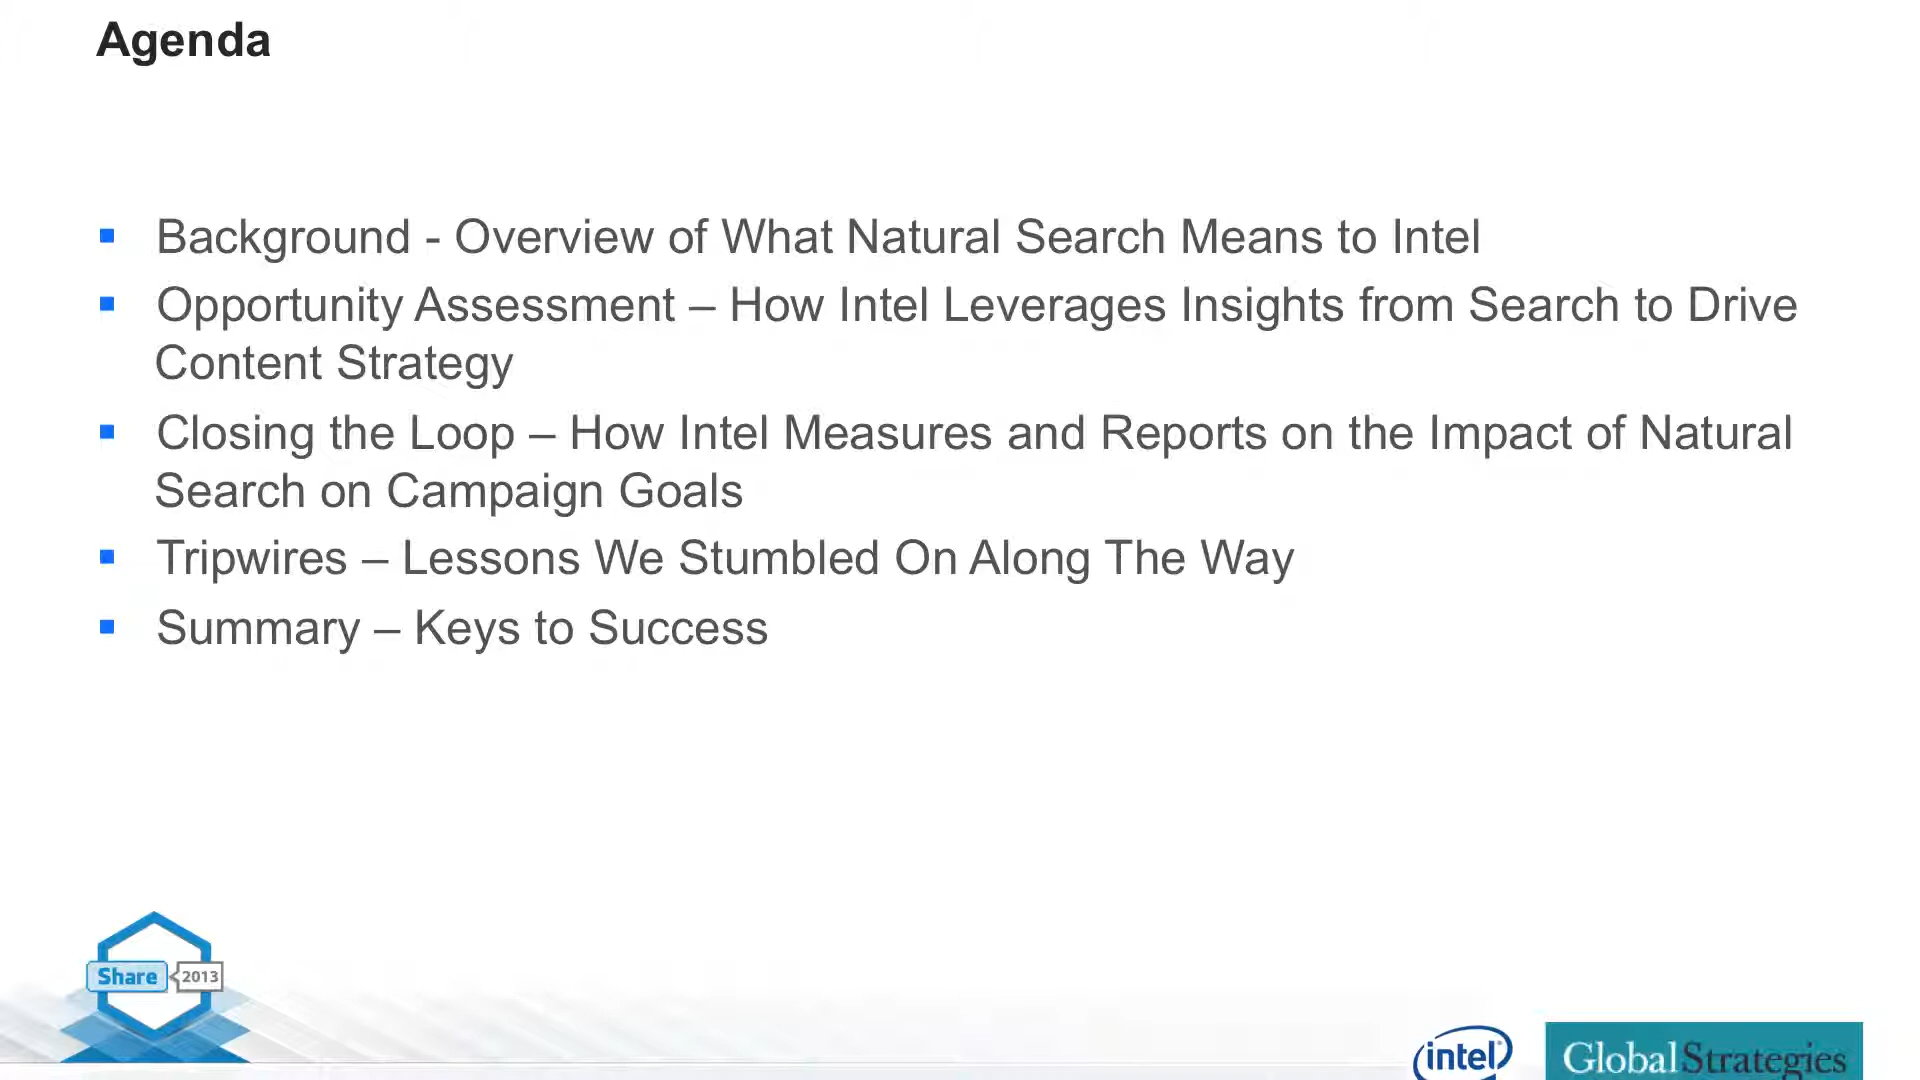 Agenda
Background - Overview of What Natural Search Means to Intel
Opportunity Assessment – How Intel Leverages Insights from Search to Drive
Content Strategy
Closing the Loop – How Intel Measures and Reports on the Impact of Natural
Search on Campaign Goals
Tripwires – Lessons We Stumbled On Along The Way
Summary – Keys to Success
Share 2013
intel
Global Strategies